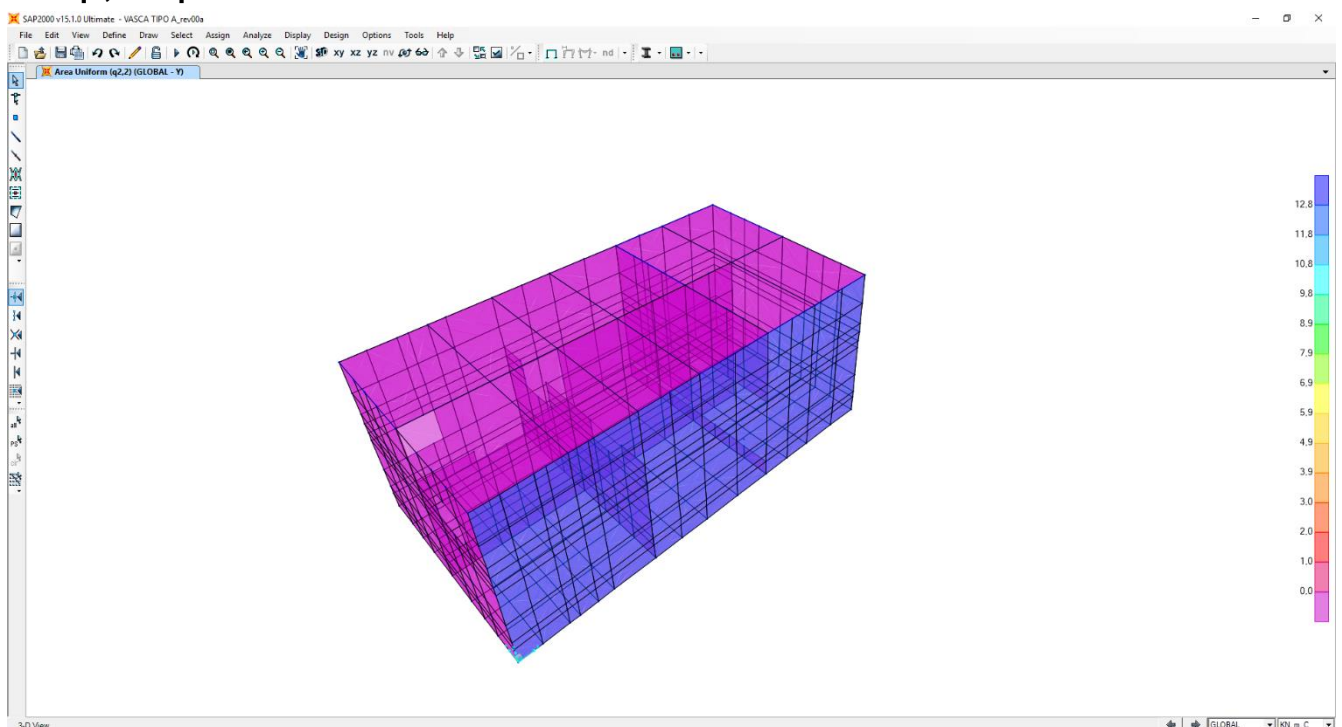 SAP2000 v15.1.0 Ultimate - VASCA TIPO A_rev00a
File Edit View Define Draw Select Assign Analyze Display Design Options Tools Help
xy xz yz nv nd
Area Uniform (q2,2) (GLOBAL - Y)
12.8
11.8
10.8
9.8
8.9
7.9
6.9
5.9
4.9
3.9
3.0
2.0
1.0
0.0
3-D View
GLOBAL
KN, m, C